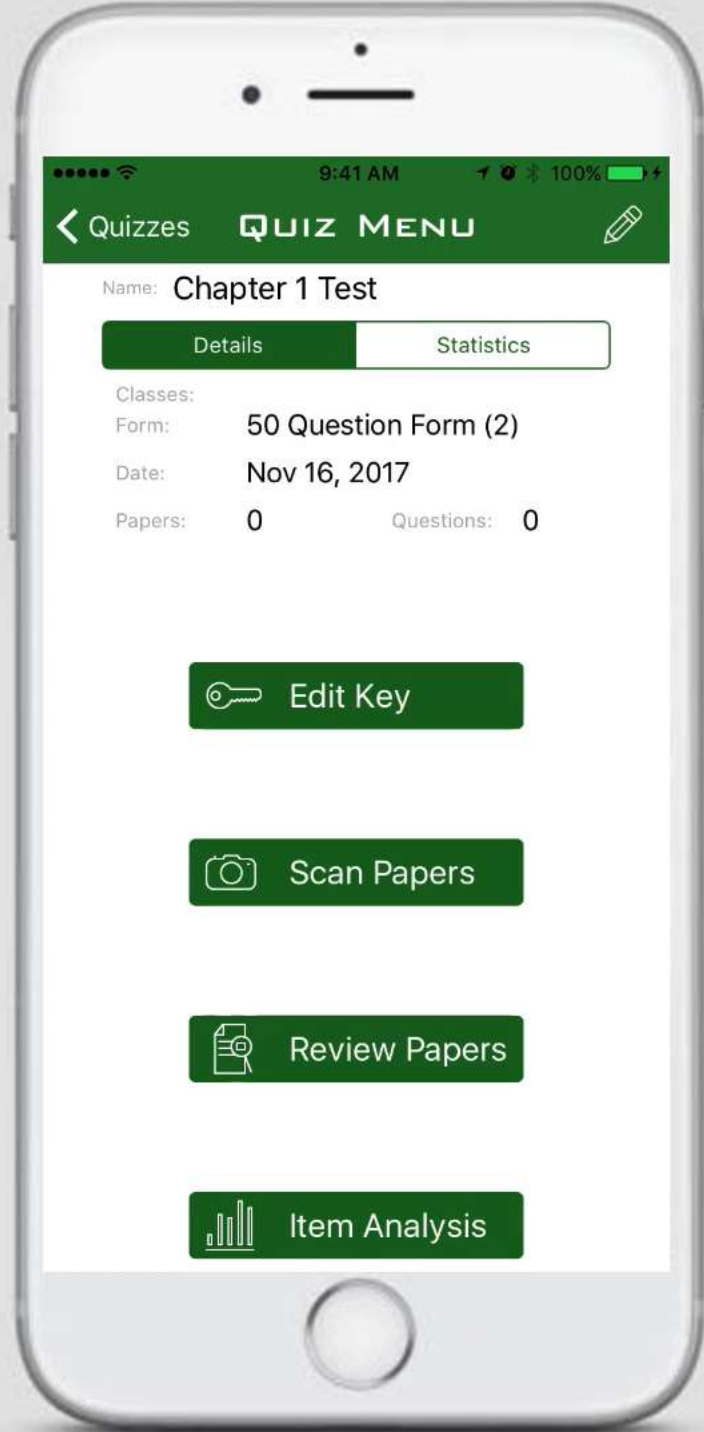 9:41 AM 100%
Quizzes QUIZ MENU
Name: Chapter 1 Test
Details Statistics
Classes:
Form: 50 Question Form (2)
Date: Nov 16, 2017
Papers: 0 Questions: 0
Edit Key
Scan Papers
Review Papers
Item Analysis